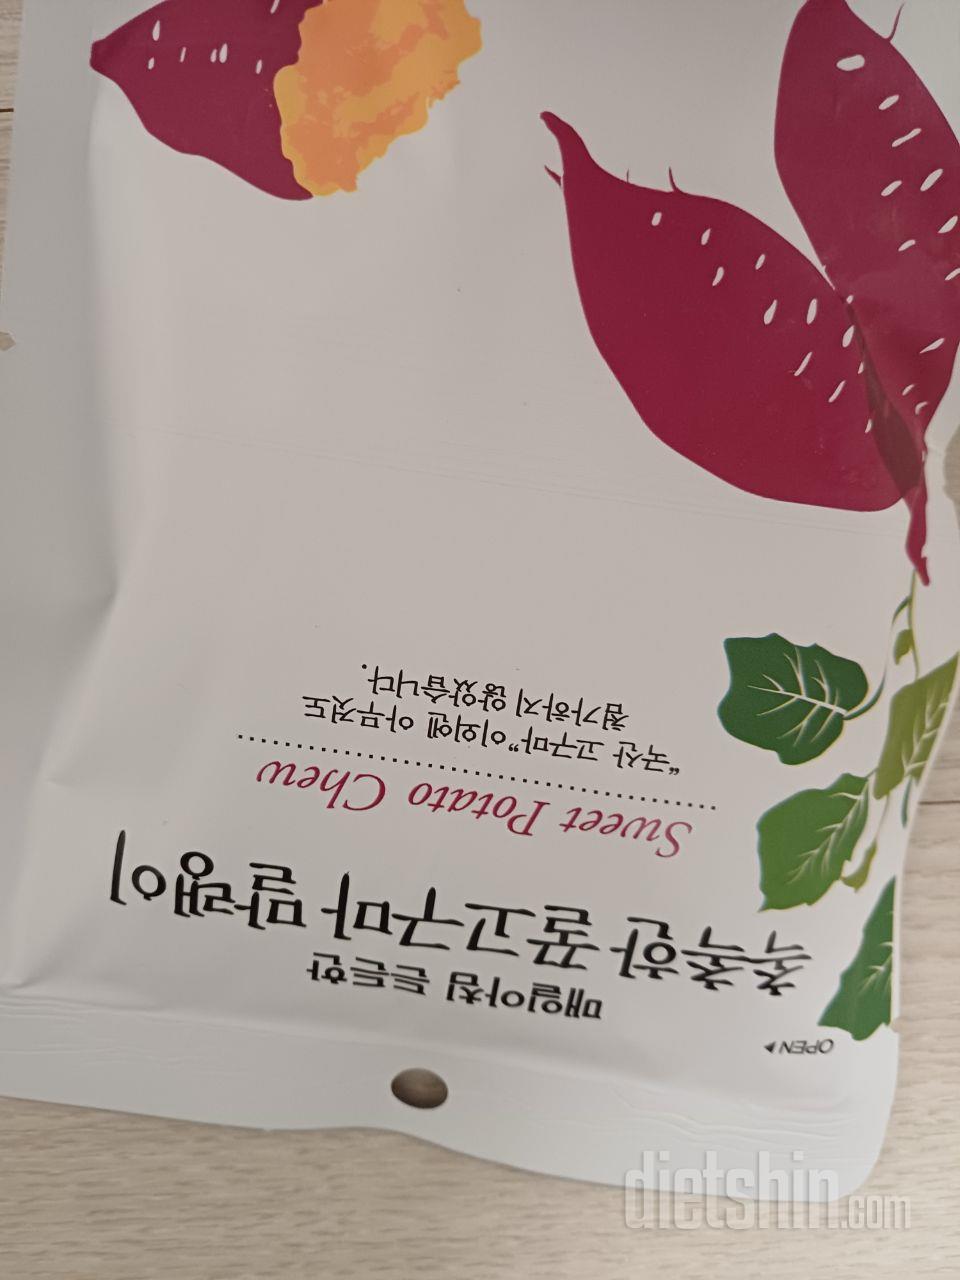 OPEN ▶
매일아침 든든한
촉촉한 꿀고구마 말랭이
Sweet Potato Chew
“국산 고구마”이외엔 아무것도
첨가하지 않았습니다.
dietshin.com